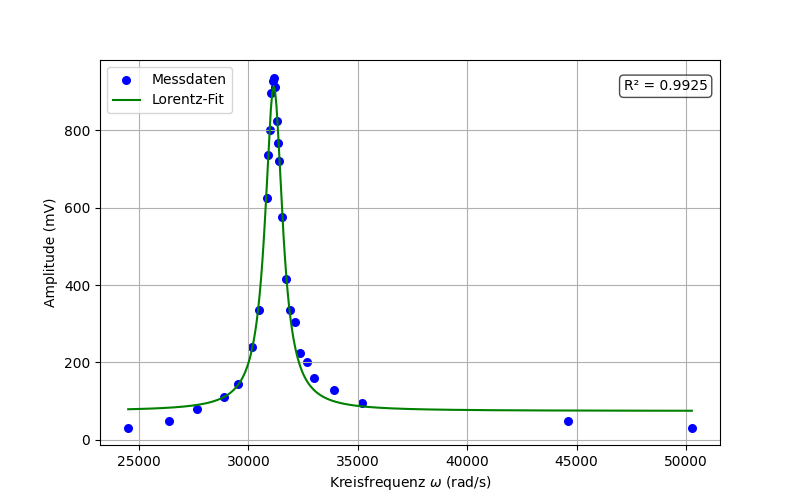 Messdaten
Lorentz-Fit
R² = 0.9925
800
600
400
200
0
Amplitude (mV)
25000 30000 35000 40000 45000 50000
Kreisfrequenz ω (rad/s)